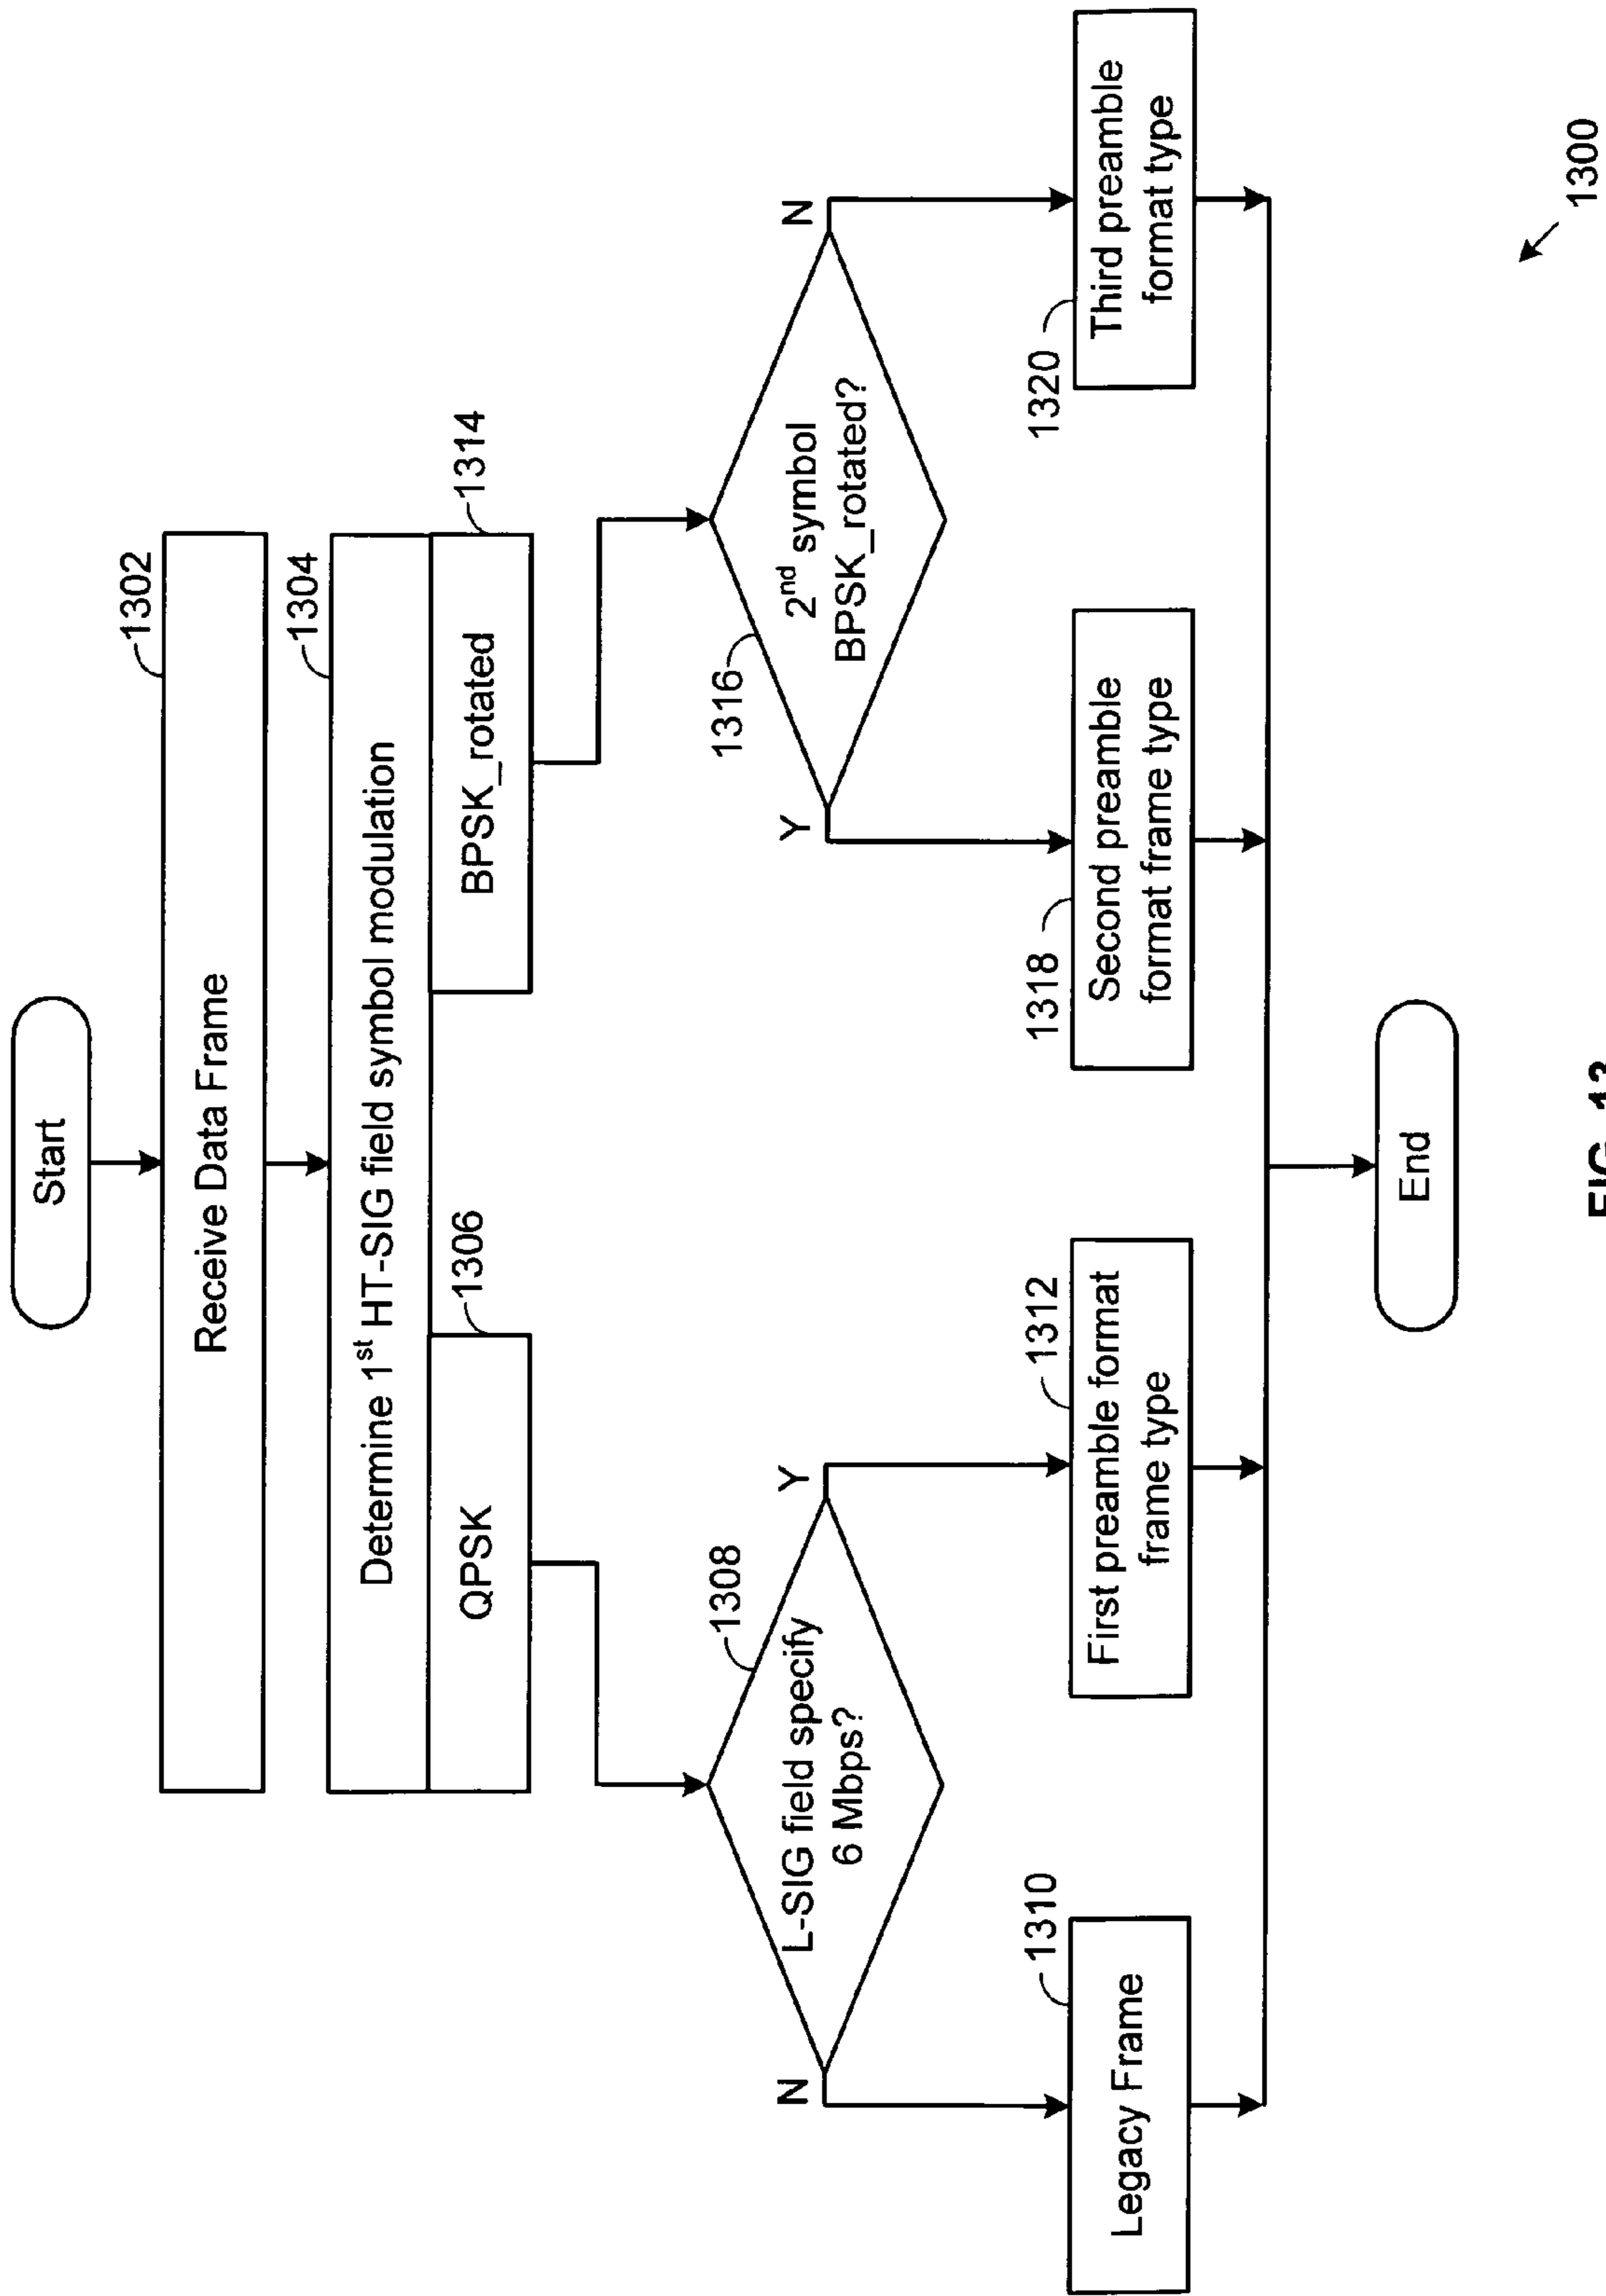 Start
1302
Receive Data Frame
1304
Determine 1st HT-SIG field symbol modulation
1306
QPSK
1314
BPSK_rotated
1308
L-SIG field specify
6 Mbps?
N
Y
1316
2nd symbol
BPSK_rotated?
Y
N
1310
Legacy Frame
1312
First preamble format
frame type
1318
Second preamble
format frame type
1320
Third preamble
format type
End
1300
FIG. 13